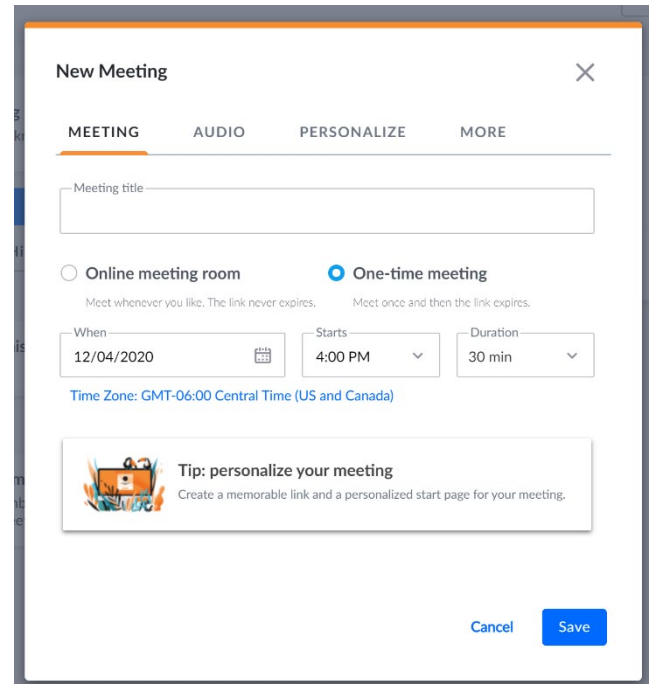 New Meeting
MEETING AUDIO PERSONALIZE MORE
Meeting title
Online meeting room One-time meeting
Meet whenever you like. The link never expires. Meet once and then the link expires.
When Starts Duration
12/04/2020 4:00 PM 30 min
Time Zone: GMT-06:00 Central Time (US and Canada)
Tip: personalize your meeting
Create a memorable link and a personalized start page for your meeting.
Cancel Save